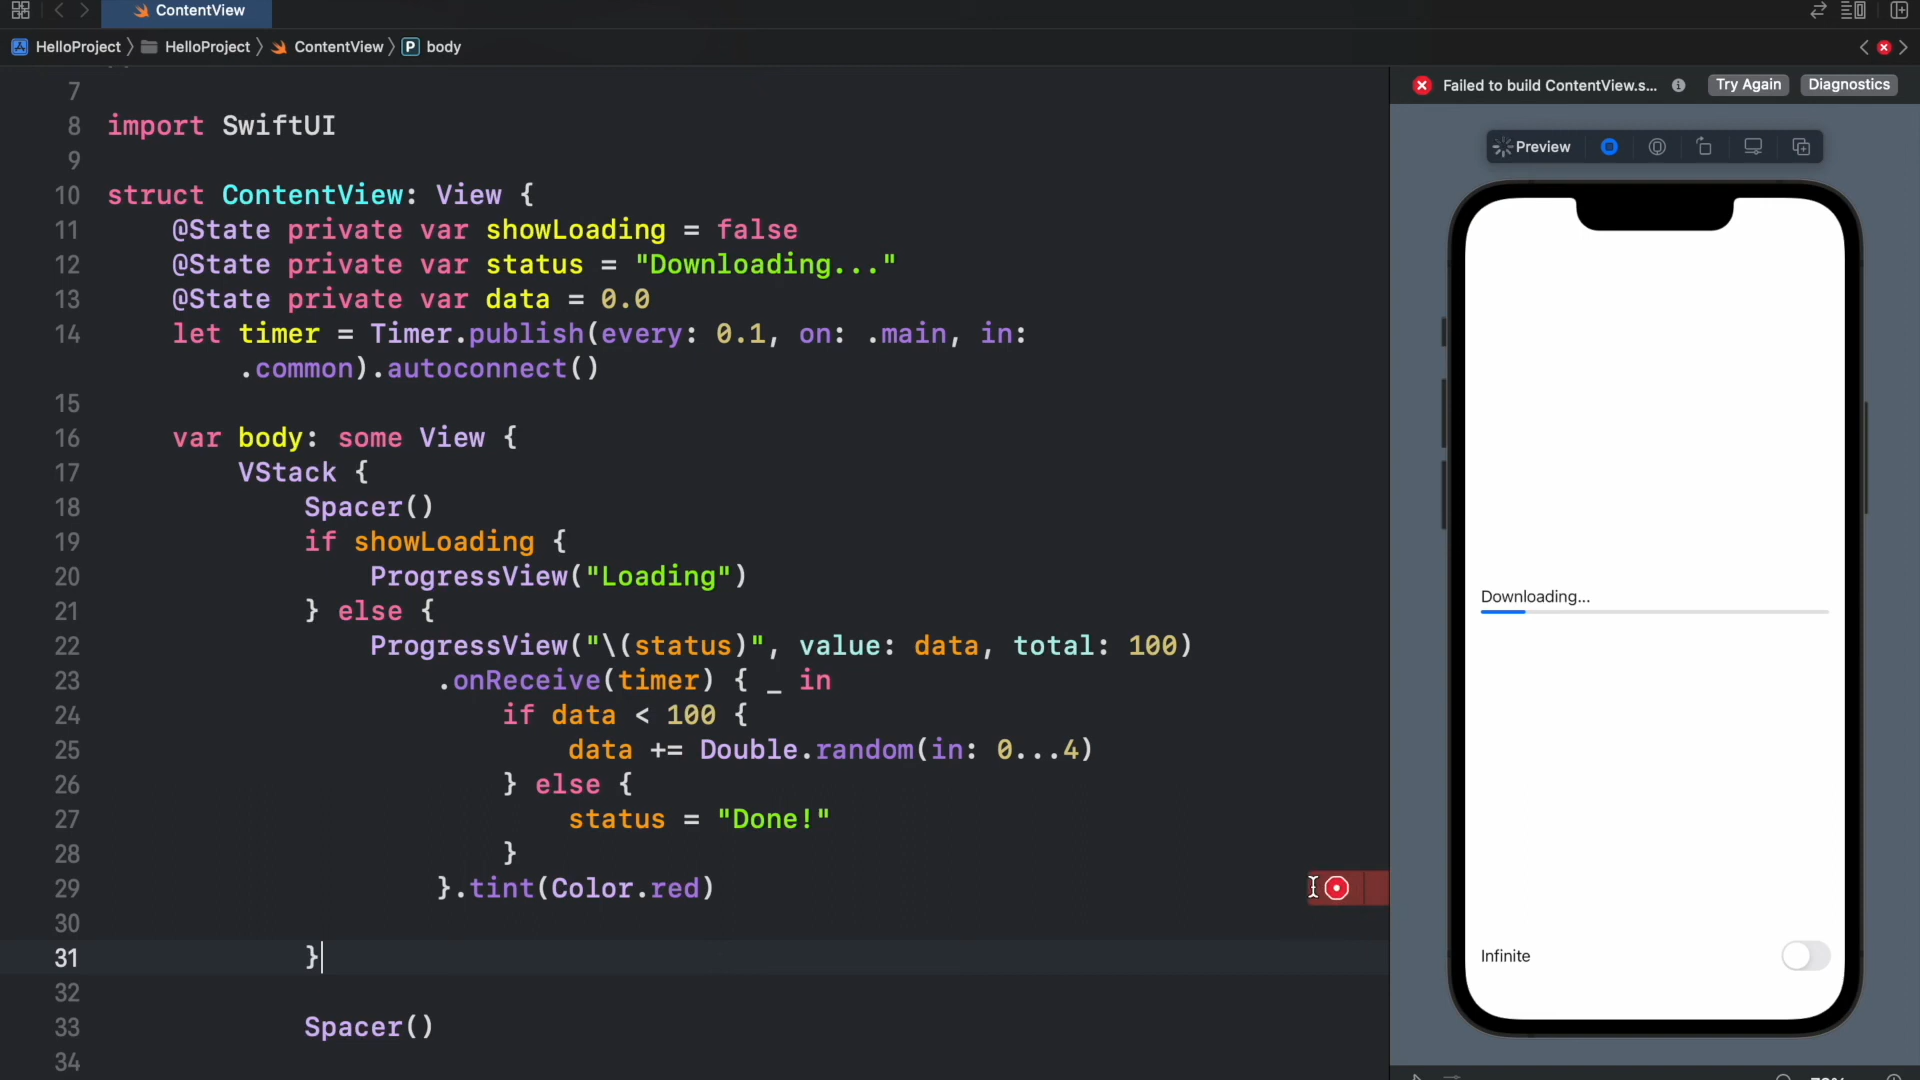 ContentView
HelloProject HelloProject ContentView P body
Failed to build ContentView.s... Try Again Diagnostics
Preview
7
8 import SwiftUI
9
10 struct ContentView: View {
11 @State private var showLoading = false
12 @State private var status = "Downloading..."
13 @State private var data = 0.0
14 let timer = Timer.publish(every: 0.1, on: .main, in:
.common).autoconnect()
15
16 var body: some View {
17 VStack {
18 Spacer()
19 if showLoading {
20 ProgressView("Loading")
21 } else {
22 ProgressView("\(status)", value: data, total: 100)
23 .onReceive(timer) { _ in
24 if data < 100 {
25 data += Double.random(in: 0...4)
26 } else {
27 status = "Done!"
28 }
29 }.tint(Color.red)
30
31 }
32
33 Spacer()
34
Downloading...
Infinite